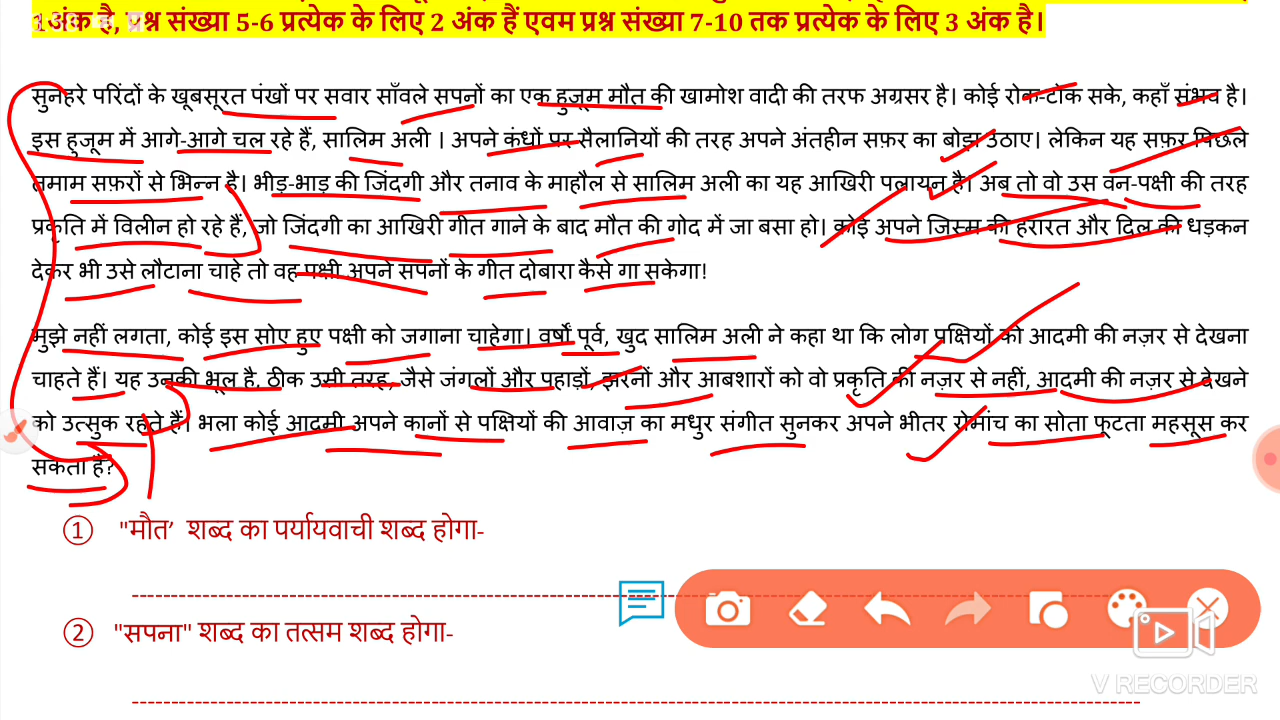 1 अंक है, प्रश्न संख्या 5-6 प्रत्येक के लिए 2 अंक हैं एवम प्रश्न संख्या 7-10 तक प्रत्येक के लिए 3 अंक है।
सुनहरे परिंदों के खूबसूरत पंखों पर सवार साँवले सपनों का एक हुजूम मौत की खामोश वादी की तरफ अग्रसर है। कोई रोक-टोक सके, कहाँ संभव है।
इस हुजूम में आगे-आगे चल रहे हैं, सालिम अली । अपने कंधों पर सैलानियों की तरह अपने अंतहीन सफ़र का बोझ उठाए। लेकिन यह सफ़र पिछले
तमाम सफ़रों से भिन्न है। भीड़-भाड़ की जिंदगी और तनाव के माहौल से सालिम अली का यह आखिरी पलायन है। अब तो वो उस वन-पक्षी की तरह
प्रकृति में विलीन हो रहे हैं, जो जिंदगी का आखिरी गीत गाने के बाद मौत की गोद में जा बसा हो। कोई अपने जिस्म की हरारत और दिल की धड़कन
देकर भी उसे लौटाना चाहे तो वह पक्षी अपने सपनों के गीत दोबारा कैसे गा सकेगा!
मुझे नहीं लगता, कोई इस सोए हुए पक्षी को जगाना चाहेगा। वर्षों पूर्व, खुद सालिम अली ने कहा था कि लोग पक्षियों को आदमी की नज़र से देखना
चाहते हैं। यह उनकी भूल है, ठीक उसी तरह, जैसे जंगलों और पहाड़ों, झरनों और आबशारों को वो प्रकृति की नज़र से नहीं, आदमी की नज़र से देखने
को उत्सुक रहते हैं। भला कोई आदमी अपने कानों से पक्षियों की आवाज़ का मधुर संगीत सुनकर अपने भीतर रोमांच का सोता फूटता महसूस कर
सकता है?
① "मौत’ शब्द का पर्यायवाची शब्द होगा-
② "सपना" शब्द का तत्सम शब्द होगा-
V RECORDER